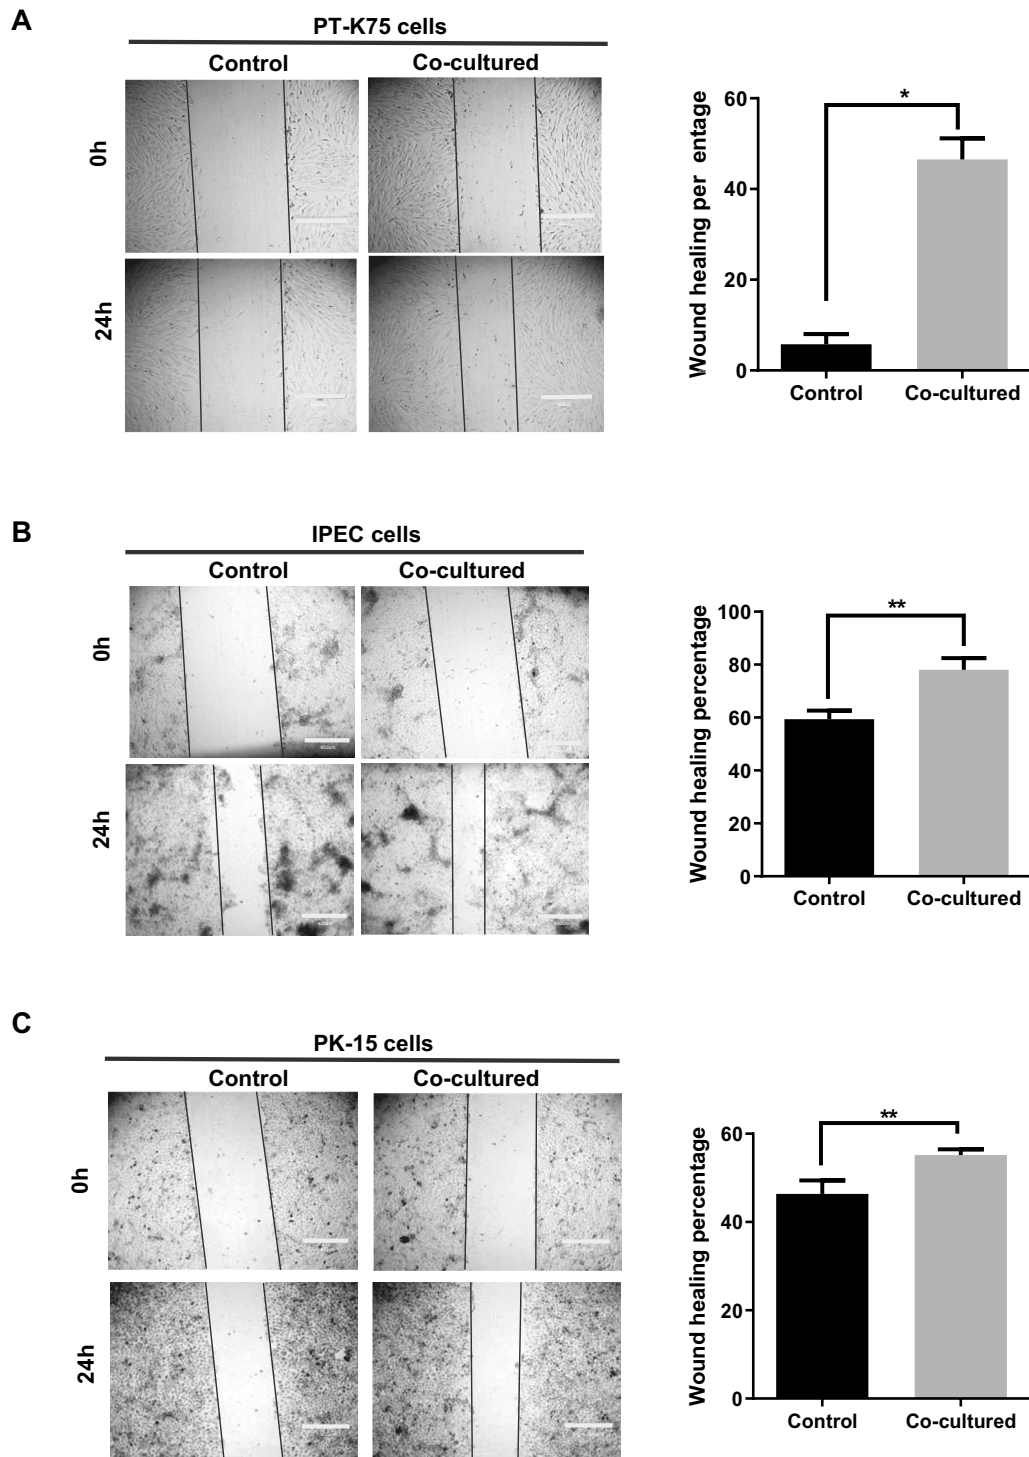 A
PT-K75 cells
Control
Co-cultured
0h
24h
Wound healing per entage
60
40
20
0
*
Control
Co-cultured
B
IPEC cells
Control
Co-cultured
0h
24h
Wound healing percentage
100
80
60
40
20
0
**
Control
Co-cultured
C
PK-15 cells
Control
Co-cultured
0h
24h
Wound healing percentage
60
40
20
0
**
Control
Co-cultured